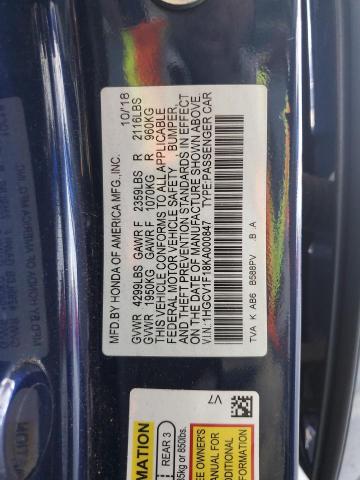 MFD.BY HONDA OF AMERICA MFG.,INC. 10/18
GVWR 4299LBS GAWR F 2359LBS R 2116LBS
GVWR 1950KG GAWR F 1070KG R 960KG
THIS VEHICLE CONFORMS TO ALL APPLICABLE
FEDERAL MOTOR VEHICLE SAFETY BUMPER,
AND THEFT PREVENTION STANDARDS IN EFFECT
ON THE DATE OF MANUFACTURE SHOWN ABOVE.
VIN: 1HGCV1F18KA000847 TYPE:PASSENGER CAR
TVA K AB6 B588PV .B .A
V7
REAR 3